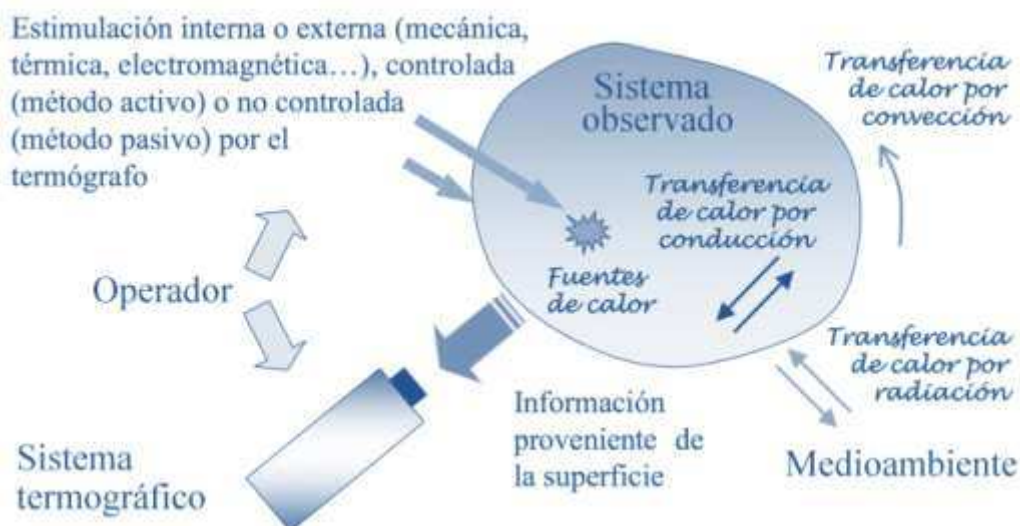 Estimulación interna o externa (mecánica,
térmica, electromagnética…), controlada
(método activo) o no controlada
(método pasivo) por el
termógrafo
Sistema
observado
Transferencia
de calor por
convección
Transferencia
de calor por
conducción
Fuentes
de calor
Operador
Transferencia
de calor por
radiación
Información
proveniente de
la superficie
Medioambiente
Sistema
termográfico